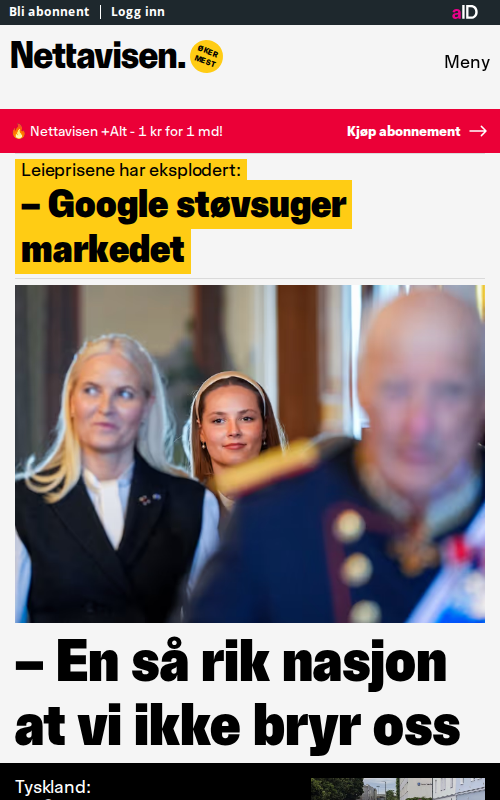 Bli abonnent | Logg inn
aID
Nettavisen.
ØKER
MEST
Meny
🔥 Nettavisen +Alt - 1 kr for 1 md!
Kjøp abonnement →
Leieprisene har eksplodert:
– Google støvsuger
markedet
– En så rik nasjon
at vi ikke bryr oss
Tyskland: